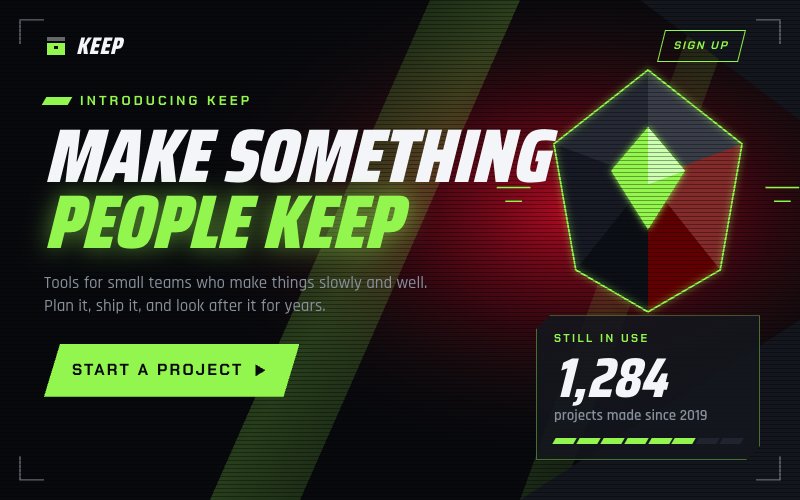 KEEP
SIGN UP
INTRODUCING KEEP
MAKE SOMETHING
PEOPLE KEEP
Tools for small teams who make things slowly and well.
Plan it, ship it, and look after it for years.
START A PROJECT
STILL IN USE
1,284
projects made since 2019